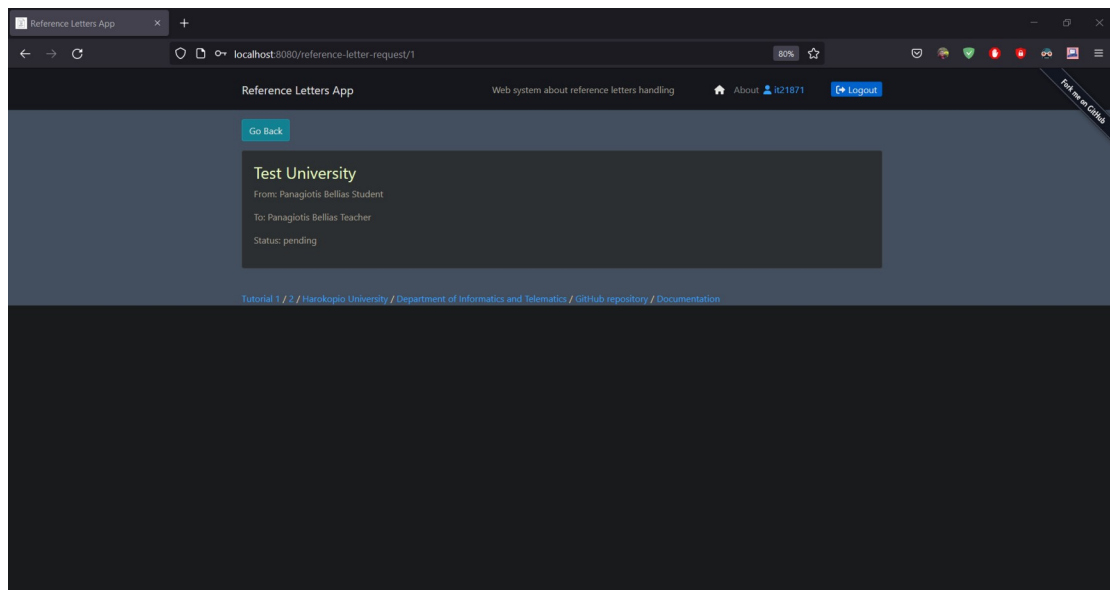 Reference Letters App
localhost:8080/reference-letter-request/1
80%
Reference Letters App
Web system about reference letters handling
About
it21871
Logout
Fork me on GitHub
Go Back
Test University
From: Panagiotis Bellias Student
To: Panagiotis Bellias Teacher
Status: pending
Tutorial 1 / 2 / Harokopio University / Department of Informatics and Telematics / GitHub repository / Documentation